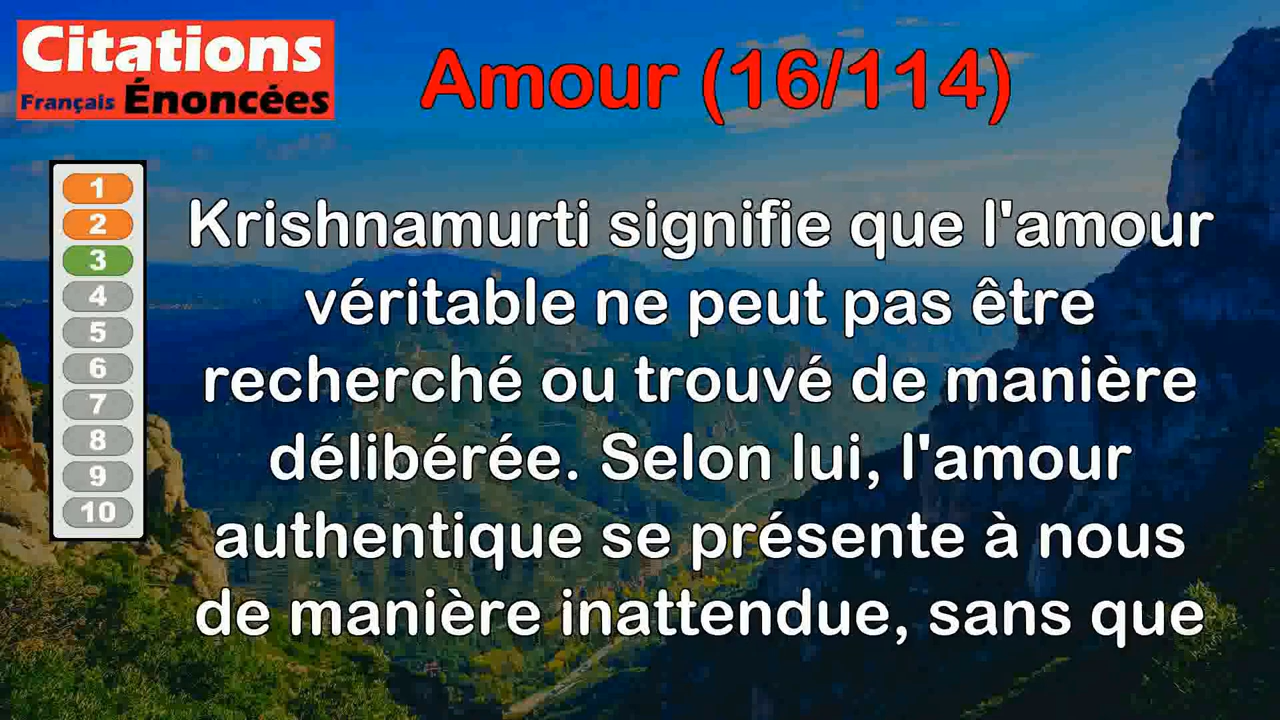 Citations
Français Énoncées
Amour (16/114)
1
2
3
4
5
6
7
8
9
10
Krishnamurti signifie que l'amour
véritable ne peut pas être
recherché ou trouvé de manière
délibérée. Selon lui, l'amour
authentique se présente à nous
de manière inattendue, sans que